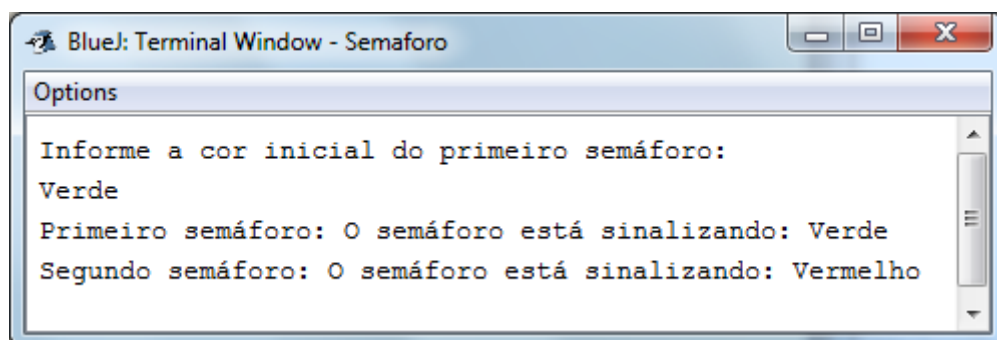 BlueJ: Terminal Window - Semaforo
Options
Informe a cor inicial do primeiro semáforo:
Verde
Primeiro semáforo: O semáforo está sinalizando: Verde
Segundo semáforo: O semáforo está sinalizando: Vermelho